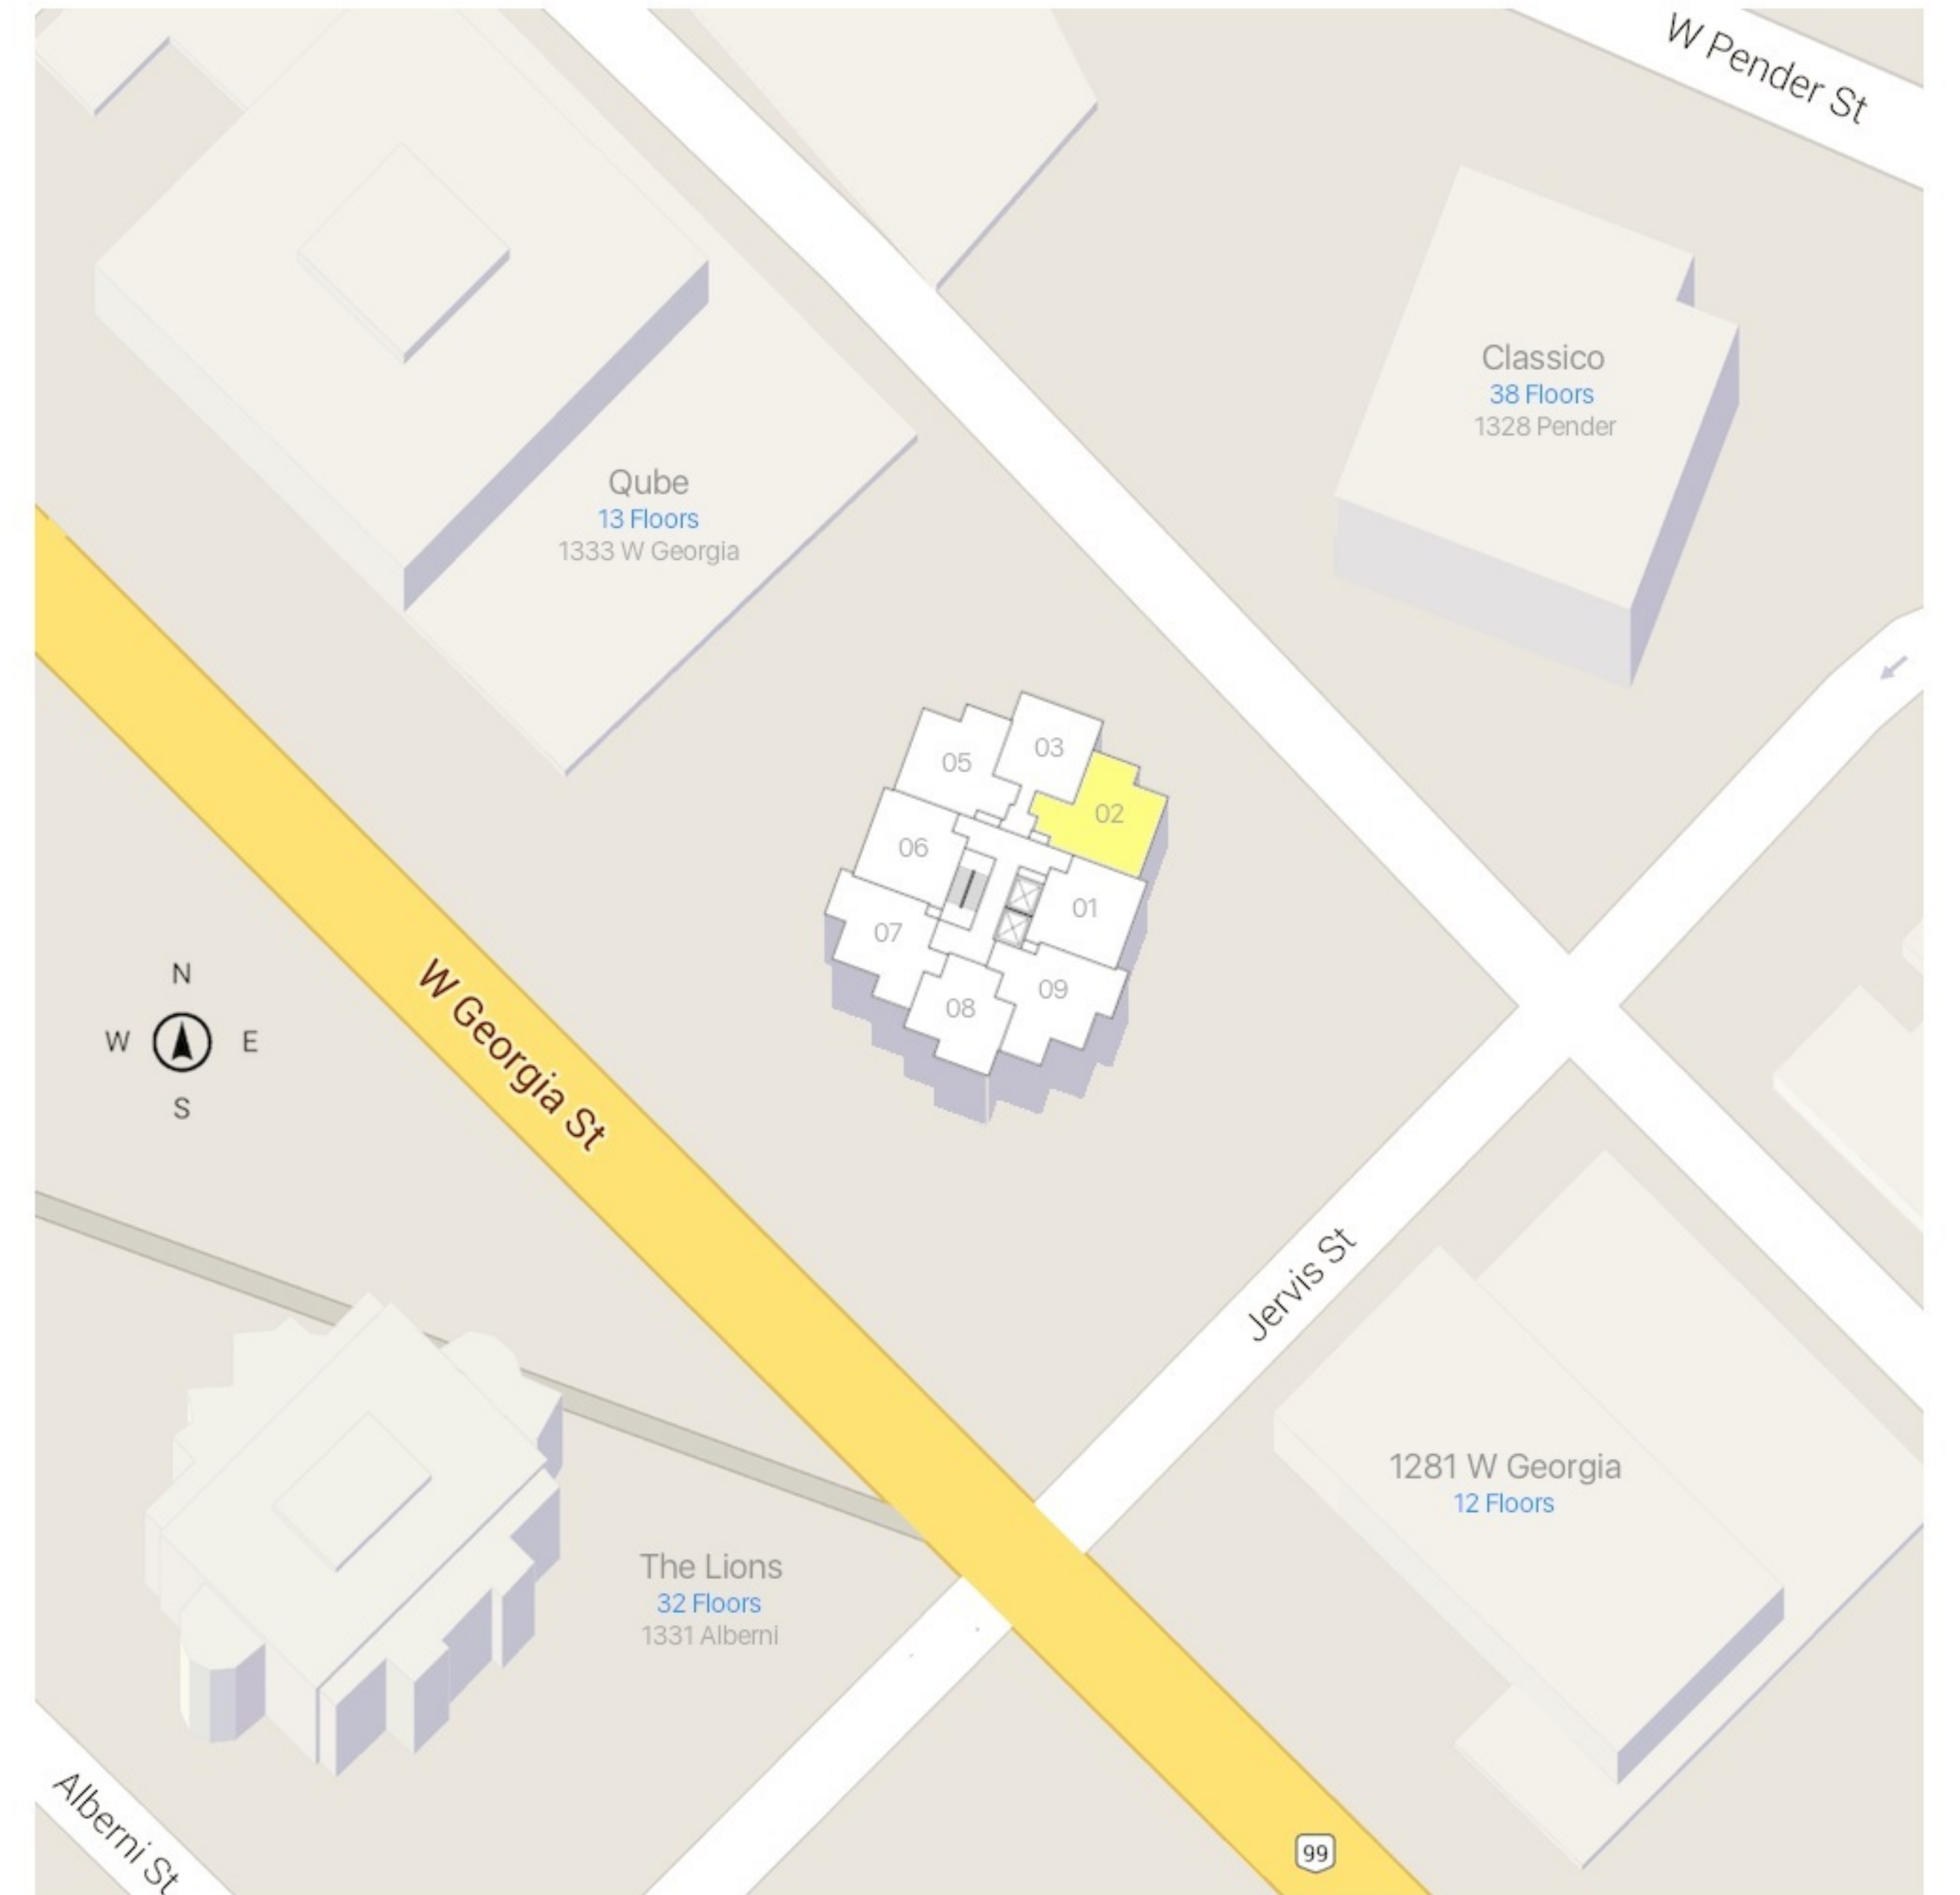 W Pender St
Classico
38 Floors
1328 Pender
Qube
13 Floors
1333 W Georgia
03
05
02
06
01
07
09
08
W Georgia St
N
W E
S
Jervis St
1281 W Georgia
12 Floors
The Lions
32 Floors
1331 Alberni
Alberni St
99